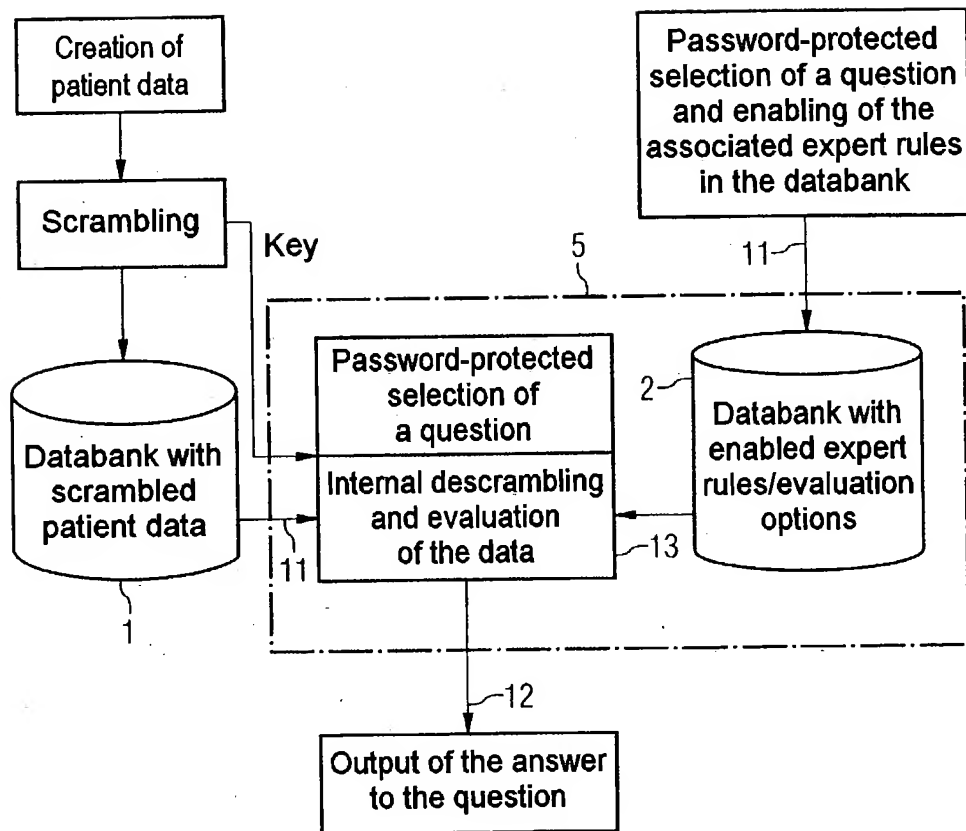 Creation of
patient data
Password-protected
selection of a question
and enabling of the
associated expert rules
in the databank
Scrambling
Key
11
5
Password-protected
selection of
a question
2
Databank with
enabled expert
rules/evaluation
options
Databank with
scrambled
patient data
Internal descrambling
and evaluation
of the data
11
13
1
12
Output of the answer
to the question